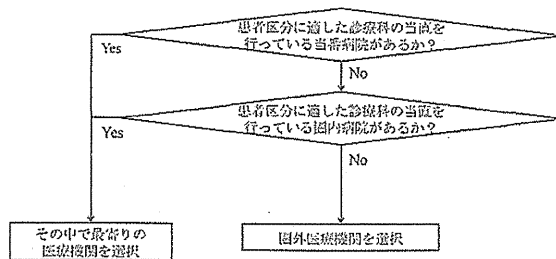 患者区分に適した診療科の当直を
行っている当番病院があるか?
Yes
No
患者区分に適した診療科の当直を
行っている圏内病院があるか?
Yes
No
その中で最寄りの
医療機関を選択
圏外医療機関を選択